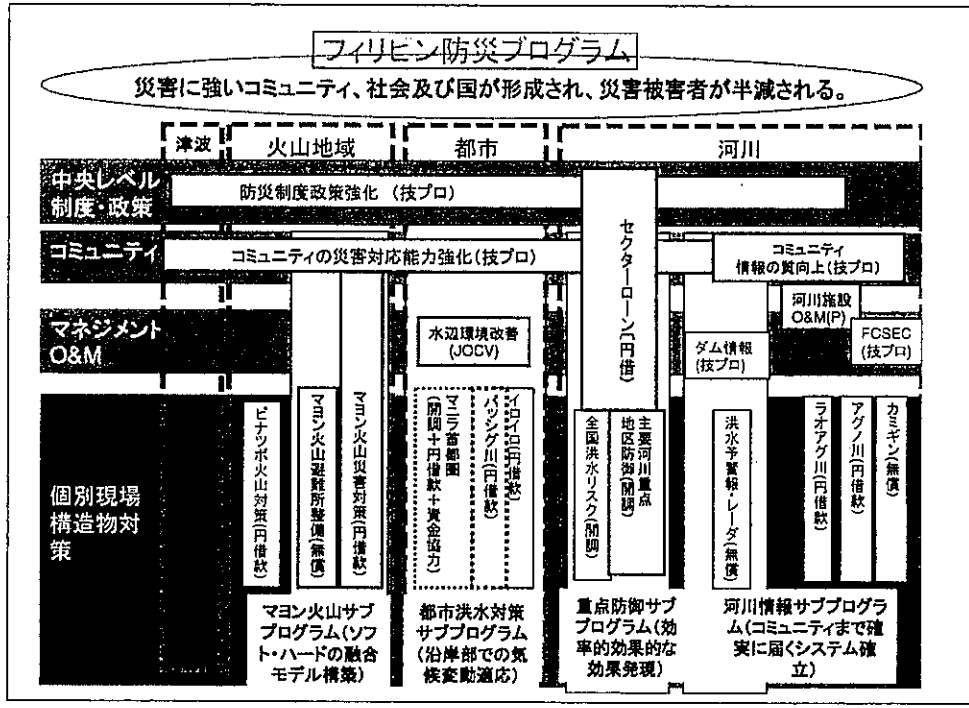 フィリピン防災プログラム
災害に強いコミュニティ、社会及び国が形成され、災害被害者が半減される。
津波
火山地域
都市
河川
中央レベル
制度・政策
防災制度政策強化 (技プロ)
セクターローン(円借)
コミュニティ
コミュニティの災害対応能力強化(技プロ)
コミュニティ
情報の質向上(技プロ)
マネジメント
O&M
水辺環境改善
(JOCV)
ダム情報
(技プロ)
河川施設
O&M(P)
FCSEC
(技プロ)
個別現場
構造物対
策
ピナツボ火山対策(円借款)
マヨン火山避難所整備(無償)
マヨン火山災害対策(円借款)
マニラ首都圏
(開調+円借款+資金協力)
パッシグ川(円借款)
イロイロ(円借款)
全国洪水リスク(開調)
主要河川重点
地区防御(開調)
洪水予警報・レーダ(無償)
ラオアグ川(円借款)
アグノ川(円借款)
カミギン(無償)
マヨン火山サブ
プログラム(ソフ
ト・ハードの融合
モデル構築)
都市洪水対策
サブプログラム
(沿岸部での気
候変動適応)
重点防御サブ
プログラム(効
率的効果的な
効果発現)
河川情報サブプログラ
ム(コミュニティまで確
実に届くシステム確
立)